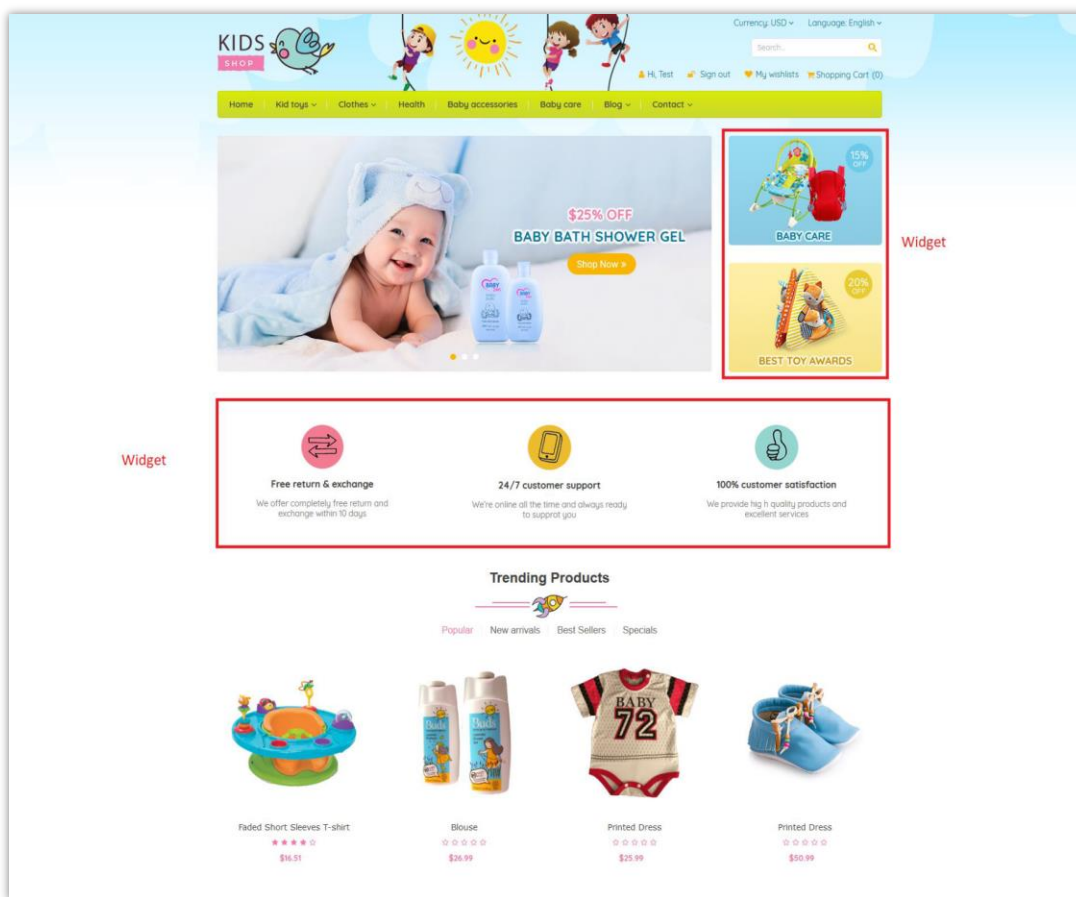 Currency: USD Language: English
KIDS
SHOP
Search...
Hi, Test Sign out My wishlists Shopping Cart (0)
Home Kid toys Clothes Health Baby accessories Baby care Blog Contact
$25% OFF
BABY BATH SHOWER GEL
Shop Now »
BABY
15%
OFF
BABY CARE
Widget
20%
OFF
BEST TOY AWARDS
Widget
Free return & exchange
We offer completely free return and
exchange within 10 days
24/7 customer support
We're online all the time and always ready
to supprot you
100% customer satisfaction
We provide hig h quality products and
excellent services
Trending Products
Popular New arrivals Best Sellers Specials
Buds
Buds
BABY
72
Faded Short Sleeves T-shirt
$16.51
Blouse
$26.99
Printed Dress
$25.99
Printed Dress
$50.99